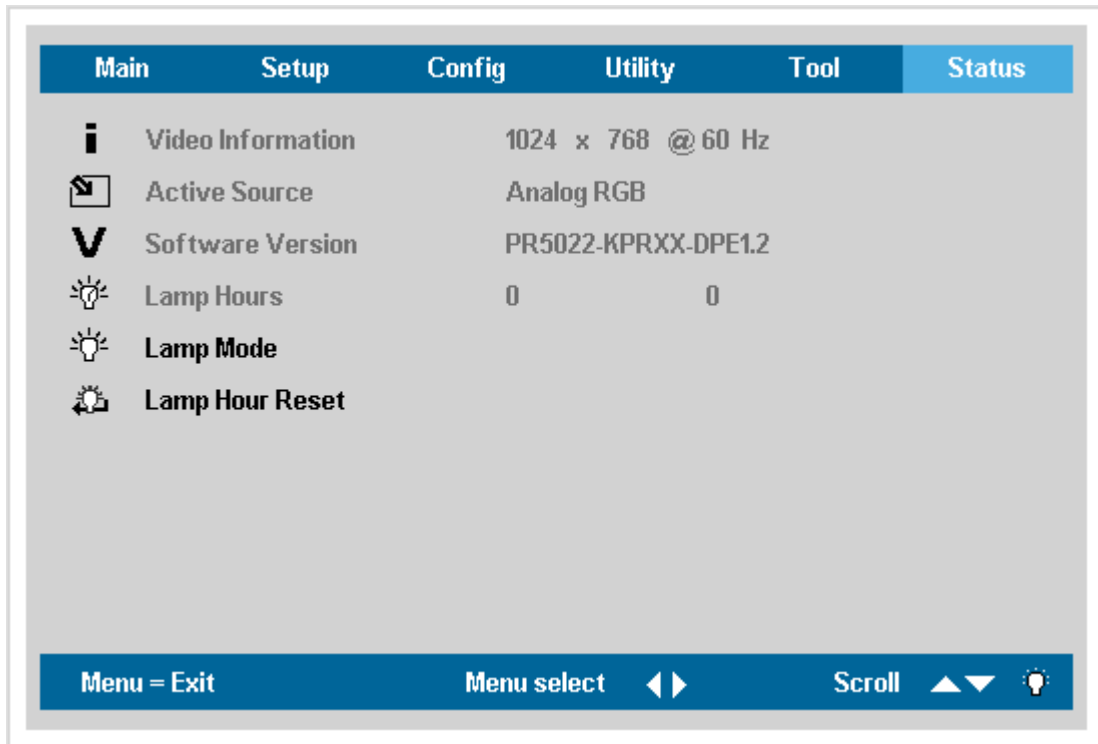 Main Setup Config Utility Tool Status
i Video Information 1024 x 768 @ 60 Hz
Active Source Analog RGB
V Software Version PR5022-KPRXX-DPE1.2
Lamp Hours 0 0
Lamp Mode
Lamp Hour Reset
Menu = Exit Menu select Scroll